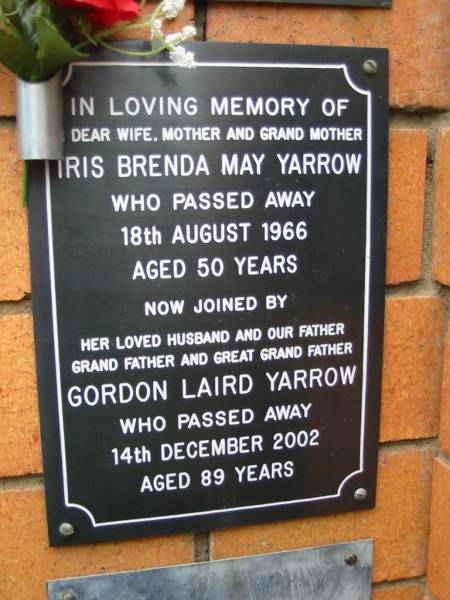 IN LOVING MEMORY OF
DEAR WIFE, MOTHER AND GRAND MOTHER
IRIS BRENDA MAY YARROW
WHO PASSED AWAY
18th AUGUST 1966
AGED 50 YEARS
NOW JOINED BY
HER LOVED HUSBAND AND OUR FATHER
GRAND FATHER AND GREAT GRAND FATHER
GORDON LAIRD YARROW
WHO PASSED AWAY
14th DECEMBER 2002
AGED 89 YEARS